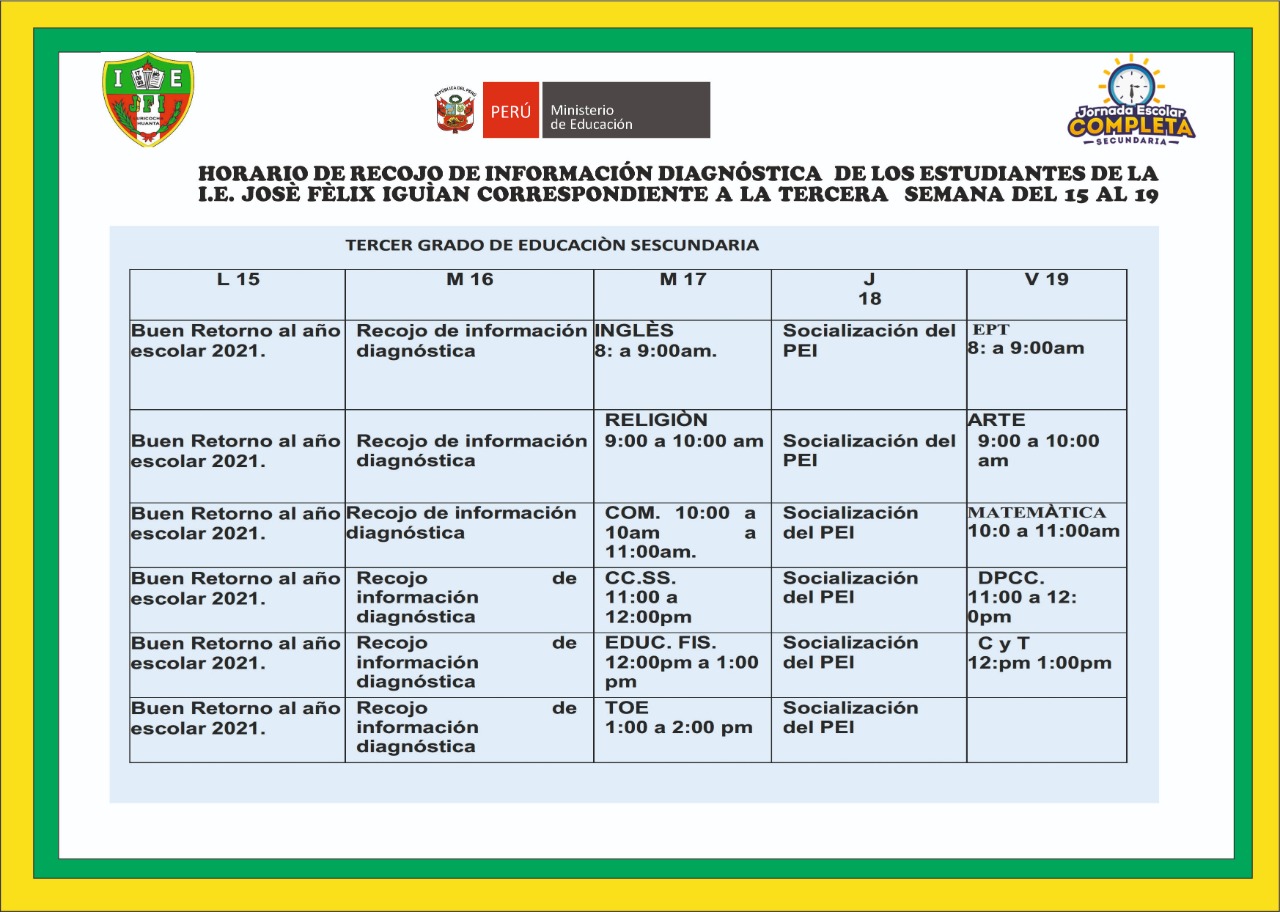 I E
JFI
HUANTA
REPÚBLICA DEL PERÚ
PERÚ
Ministerio
de Educación
Jornada Escolar
COMPLETA
SECUNDARIA
HORARIO DE RECOJO DE INFORMACIÓN DIAGNÓSTICA DE LOS ESTUDIANTES DE LA
I.E. JOSÈ FÈLIX IGUÌAN CORRESPONDIENTE A LA TERCERA SEMANA DEL 15 AL 19
TERCER GRADO DE EDUCACIÒN SESCUNDARIA
L 15
M 16
M 17
J
18
V 19
Buen Retorno al año
escolar 2021.
Recojo de información
diagnóstica
INGLÈS
8: a 9:00am.
Socialización del
PEI
EPT
8: a 9:00am
Buen Retorno al año
escolar 2021.
Recojo de información
diagnóstica
RELIGIÒN
9:00 a 10:00 am
Socialización del
PEI
ARTE
9:00 a 10:00
am
Buen Retorno al año
escolar 2021.
Recojo de información
diagnóstica
COM. 10:00 a
10am a
11:00am.
Socialización
del PEI
MATEMÀTICA
10:0 a 11:00am
Buen Retorno al año
escolar 2021.
Recojo de
información
diagnóstica
CC.SS.
11:00 a
12:00pm
Socialización
del PEI
DPCC.
11:00 a 12:
0pm
Buen Retorno al año
escolar 2021.
Recojo de
información
diagnóstica
EDUC. FIS.
12:00pm a 1:00
pm
Socialización
del PEI
C y T
12:pm 1:00pm
Buen Retorno al año
escolar 2021.
Recojo de
información
diagnóstica
TOE
1:00 a 2:00 pm
Socialización
del PEI